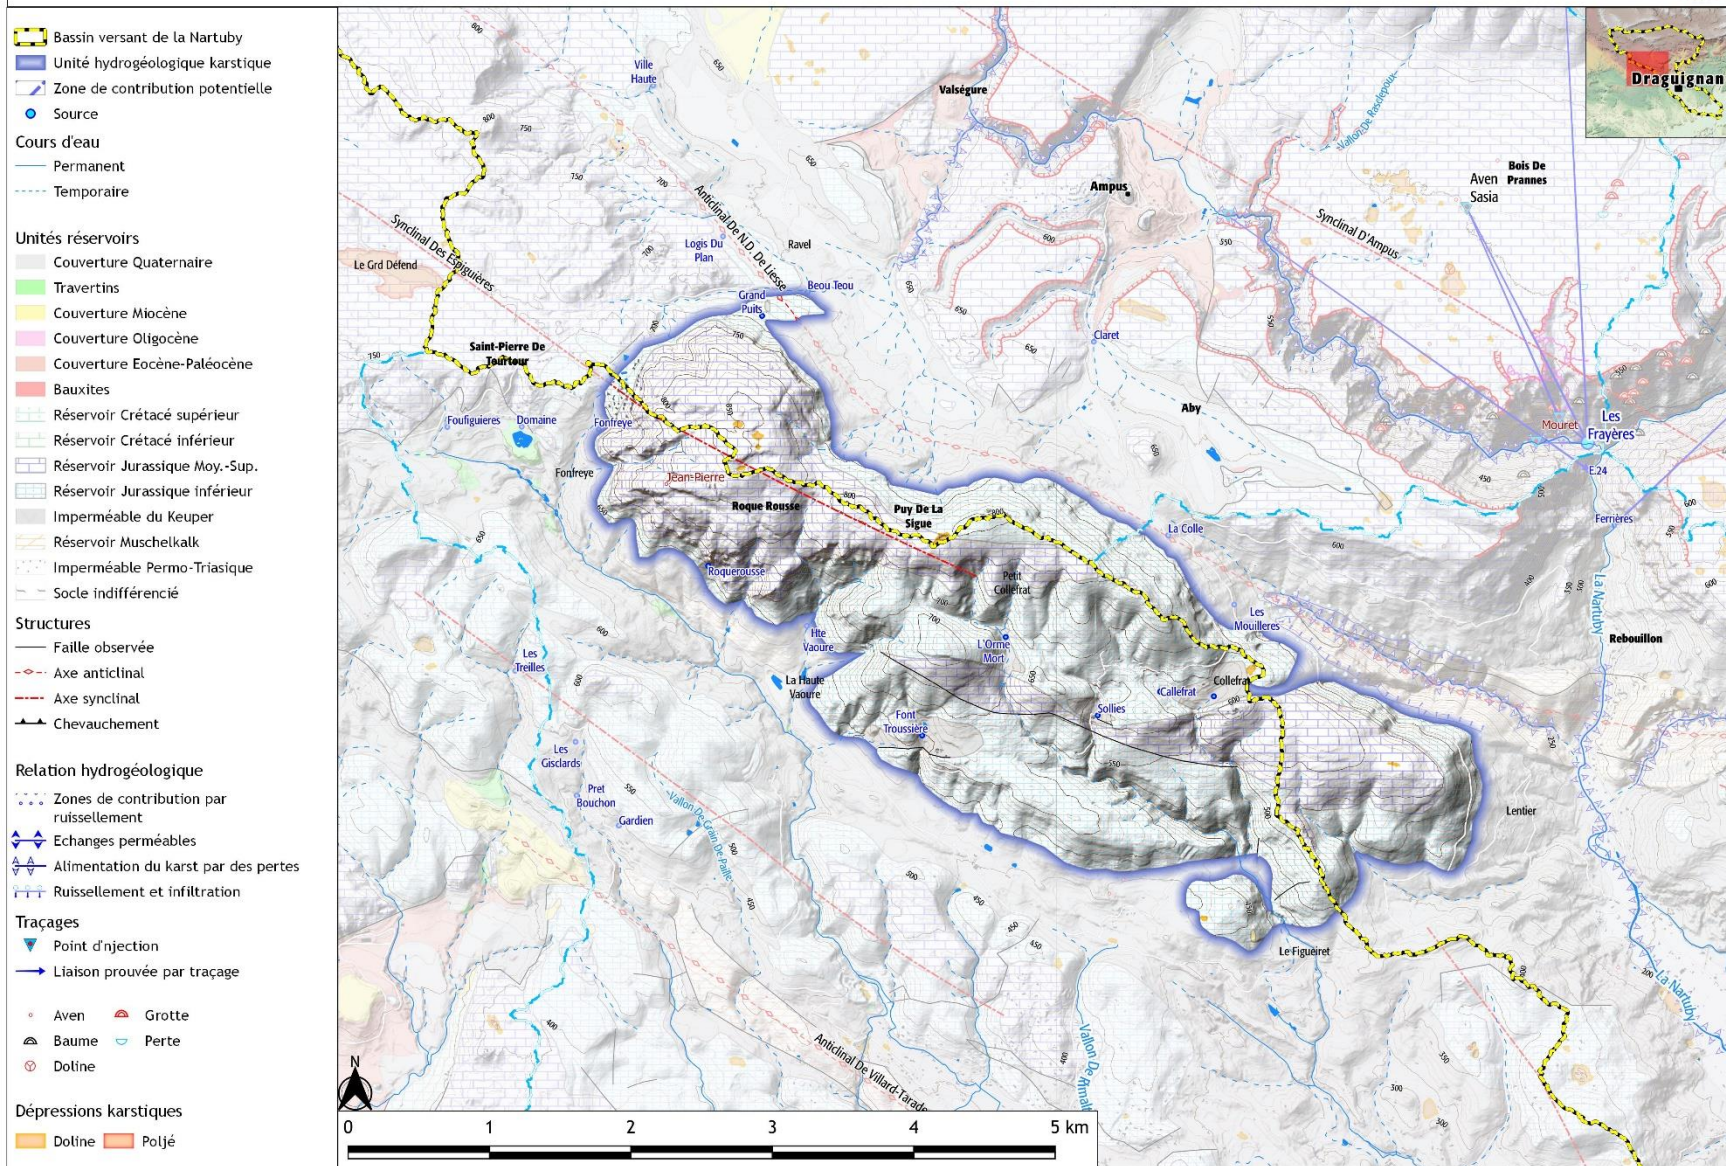 Bassin versant de la Nartuby
Unité hydrogéologique karstique
Zone de contribution potentielle
Source
Cours d'eau
Permanent
Temporaire
Unités réservoirs
Couverture Quaternaire
Travertins
Couverture Miocène
Couverture Oligocène
Couverture Eocène-Paléocène
Bauxites
Réservoir Crétacé supérieur
Réservoir Crétacé inférieur
Réservoir Jurassique Moy.-Sup.
Réservoir Jurassique inférieur
Imperméable du Keuper
Réservoir Muschelkalk
Imperméable Permo-Triasique
Socle indifférencié
Structures
Faille observée
Axe anticlinal
Axe synclinal
Chevauchement
Relation hydrogéologique
Zones de contribution par
ruissellement
Echanges perméables
Alimentation du karst par des pertes
Ruissellement et infiltration
Traçages
Point d'njection
Liaison prouvée par traçage
Aven
Grotte
Baume
Perte
Doline
Dépressions karstiques
Doline
Poljé
N
0
1
2
3
4
5 km
Draguignan
Ville
Haute
Valségure
Vallon De Rasclepoux
Bois De
Prannes
Aven
Sasia
Ampus
Synclinal D'Ampus
Anticlinal De N.D. De Liesse
Synclinal Des Espiguières
Logis Du
Plan
Ravel
Le Grd Défend
Beou Teou
Grand
Puits
Claret
Saint-Pierre De
Tourtour
Aby
Les
Frayères
Mouret
E.24
Foufiguieres
Domaine
Fonfreye
Fonfreye
Jean-Pierre
Roque Rousse
Puy De La
Sigue
La Colle
Ferrières
Roquerousse
Petit
Collefrat
La Nartuby
Les
Mouilleres
Rebouillon
Hte
Vaoure
L'Orme
Mort
Les
Treilles
La Haute
Vaoure
Callefrat
Collefrat
Font
Troussière
Sollies
Les
Gisclards
Pret
Bouchon
Gardien
Vallon De Grain De Paille
Lentier
Le Figueiret
La Nartuby
Anticlinal De Villard-Tarade